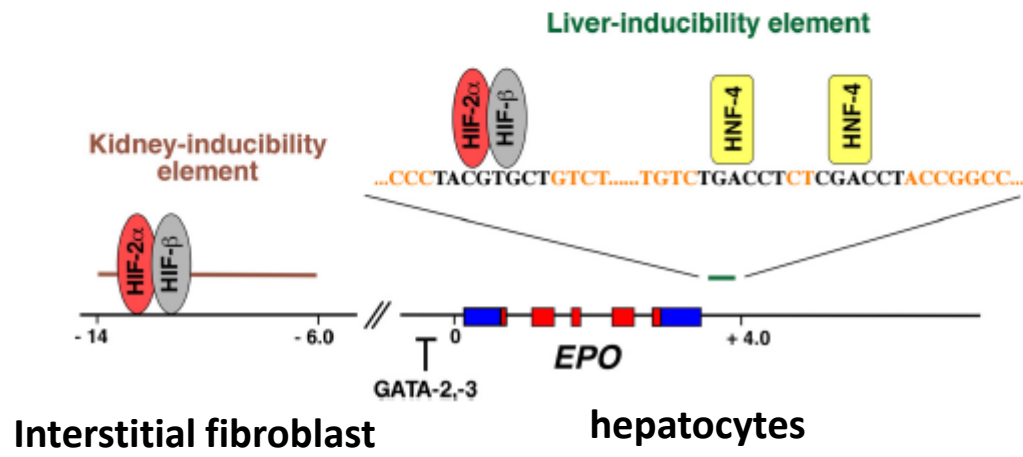 Liver-inducibility element
HIF-2α
HIF-β
HNF-4
HNF-4
Kidney-inducibility
element
...CCCTACGTGCTGTCT......TGTCTGACCTCTCGACCTACCGGCC...
HIF-2α
HIF-β
- 14
- 6.0
//
0
+ 4.0
EPO
GATA-2,-3
Interstitial fibroblast
hepatocytes